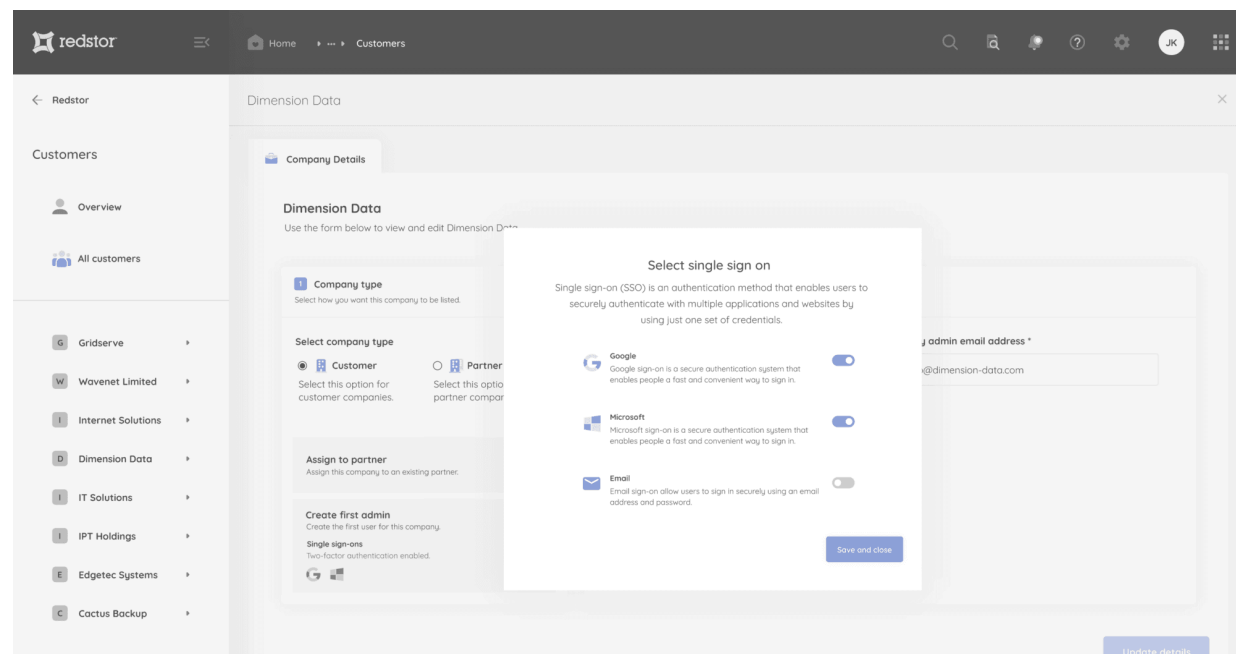 redstor
Home ... Customers
JK
Redstor
Dimension Data
Customers
Company Details
Overview
All customers
Dimension Data
Use the form below to view and edit Dimension Data
1 Company type
Select how you want this company to be listed.
Select company type
Customer
Select this option for
customer companies.
Partner
Select this optio
partner compar
Assign to partner
Assign this company to an existing partner.
Create first admin
Create the first user for this company.
Single sign-ons
Two-factor authentication enabled.
Select single sign on
Single sign-on (SSO) is an authentication method that enables users to
securely authenticate with multiple applications and websites by
using just one set of credentials.
Google
Google sign-on is a secure authentication system that
enables people a fast and convenient way to sign in.
Microsoft
Microsoft sign-on is a secure authentication system that
enables people a fast and convenient way to sign in.
Email
Email sign-on allow users to sign in securely using an email
address and password.
Save and close
admin email address *
@dimension-data.com
Update details
G Gridserve
W Wavenet Limited
I Internet Solutions
D Dimension Data
I IT Solutions
I IPT Holdings
E Edgetec Systems
C Cactus Backup